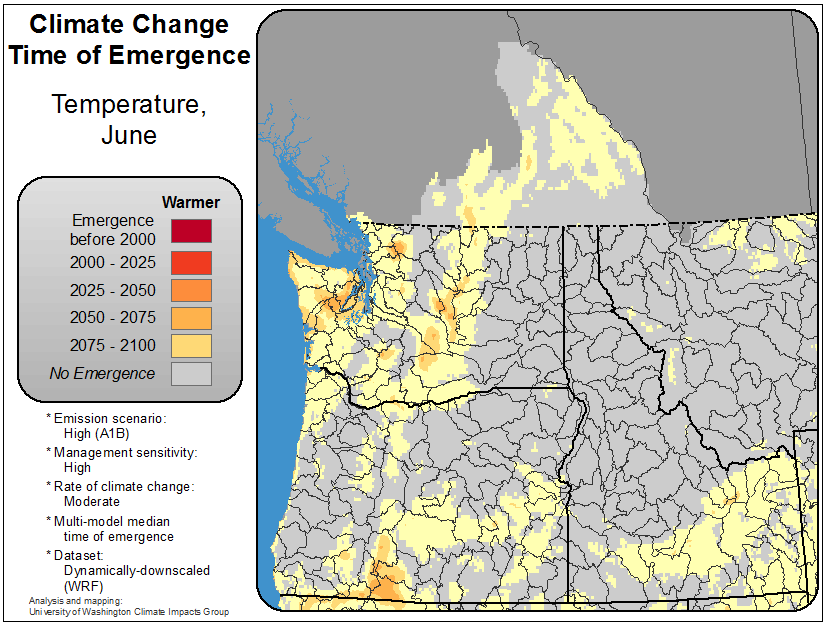 Climate Change
Time of Emergence
Temperature,
June
Warmer
Emergence
before 2000
2000 - 2025
2025 - 2050
2050 - 2075
2075 - 2100
No Emergence
* Emission scenario:
High (A1B)
* Management sensitivity:
High
* Rate of climate change:
Moderate
* Multi-model median
time of emergence
* Dataset:
Dynamically-downscaled
(WRF)
Analysis and mapping:
University of Washington Climate Impacts Group